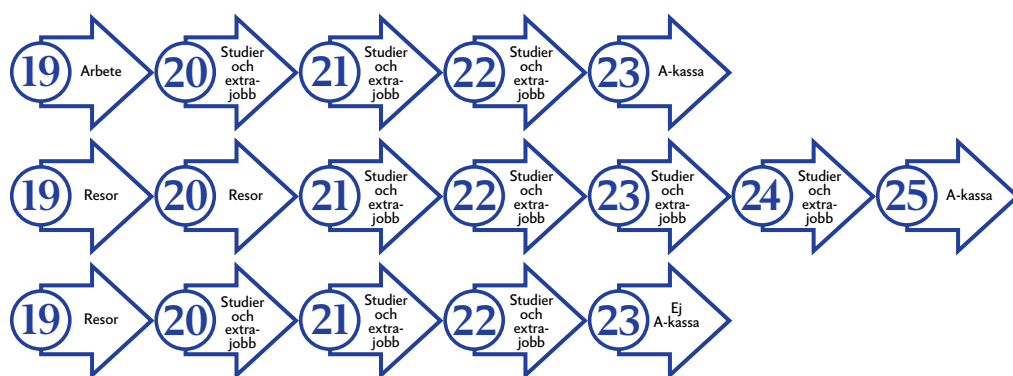 19 Arbete
20 Studier
och
extra-
jobb
21 Studier
och
extra-
jobb
22 Studier
och
extra-
jobb
23 A-kassa
19 Resor
20 Resor
21 Studier
och
extra-
jobb
22 Studier
och
extra-
jobb
23 Studier
och
extra-
jobb
24 Studier
och
extra-
jobb
25 A-kassa
19 Resor
20 Studier
och
extra-
jobb
21 Studier
och
extra-
jobb
22 Studier
och
extra-
jobb
23 Ej
A-kassa